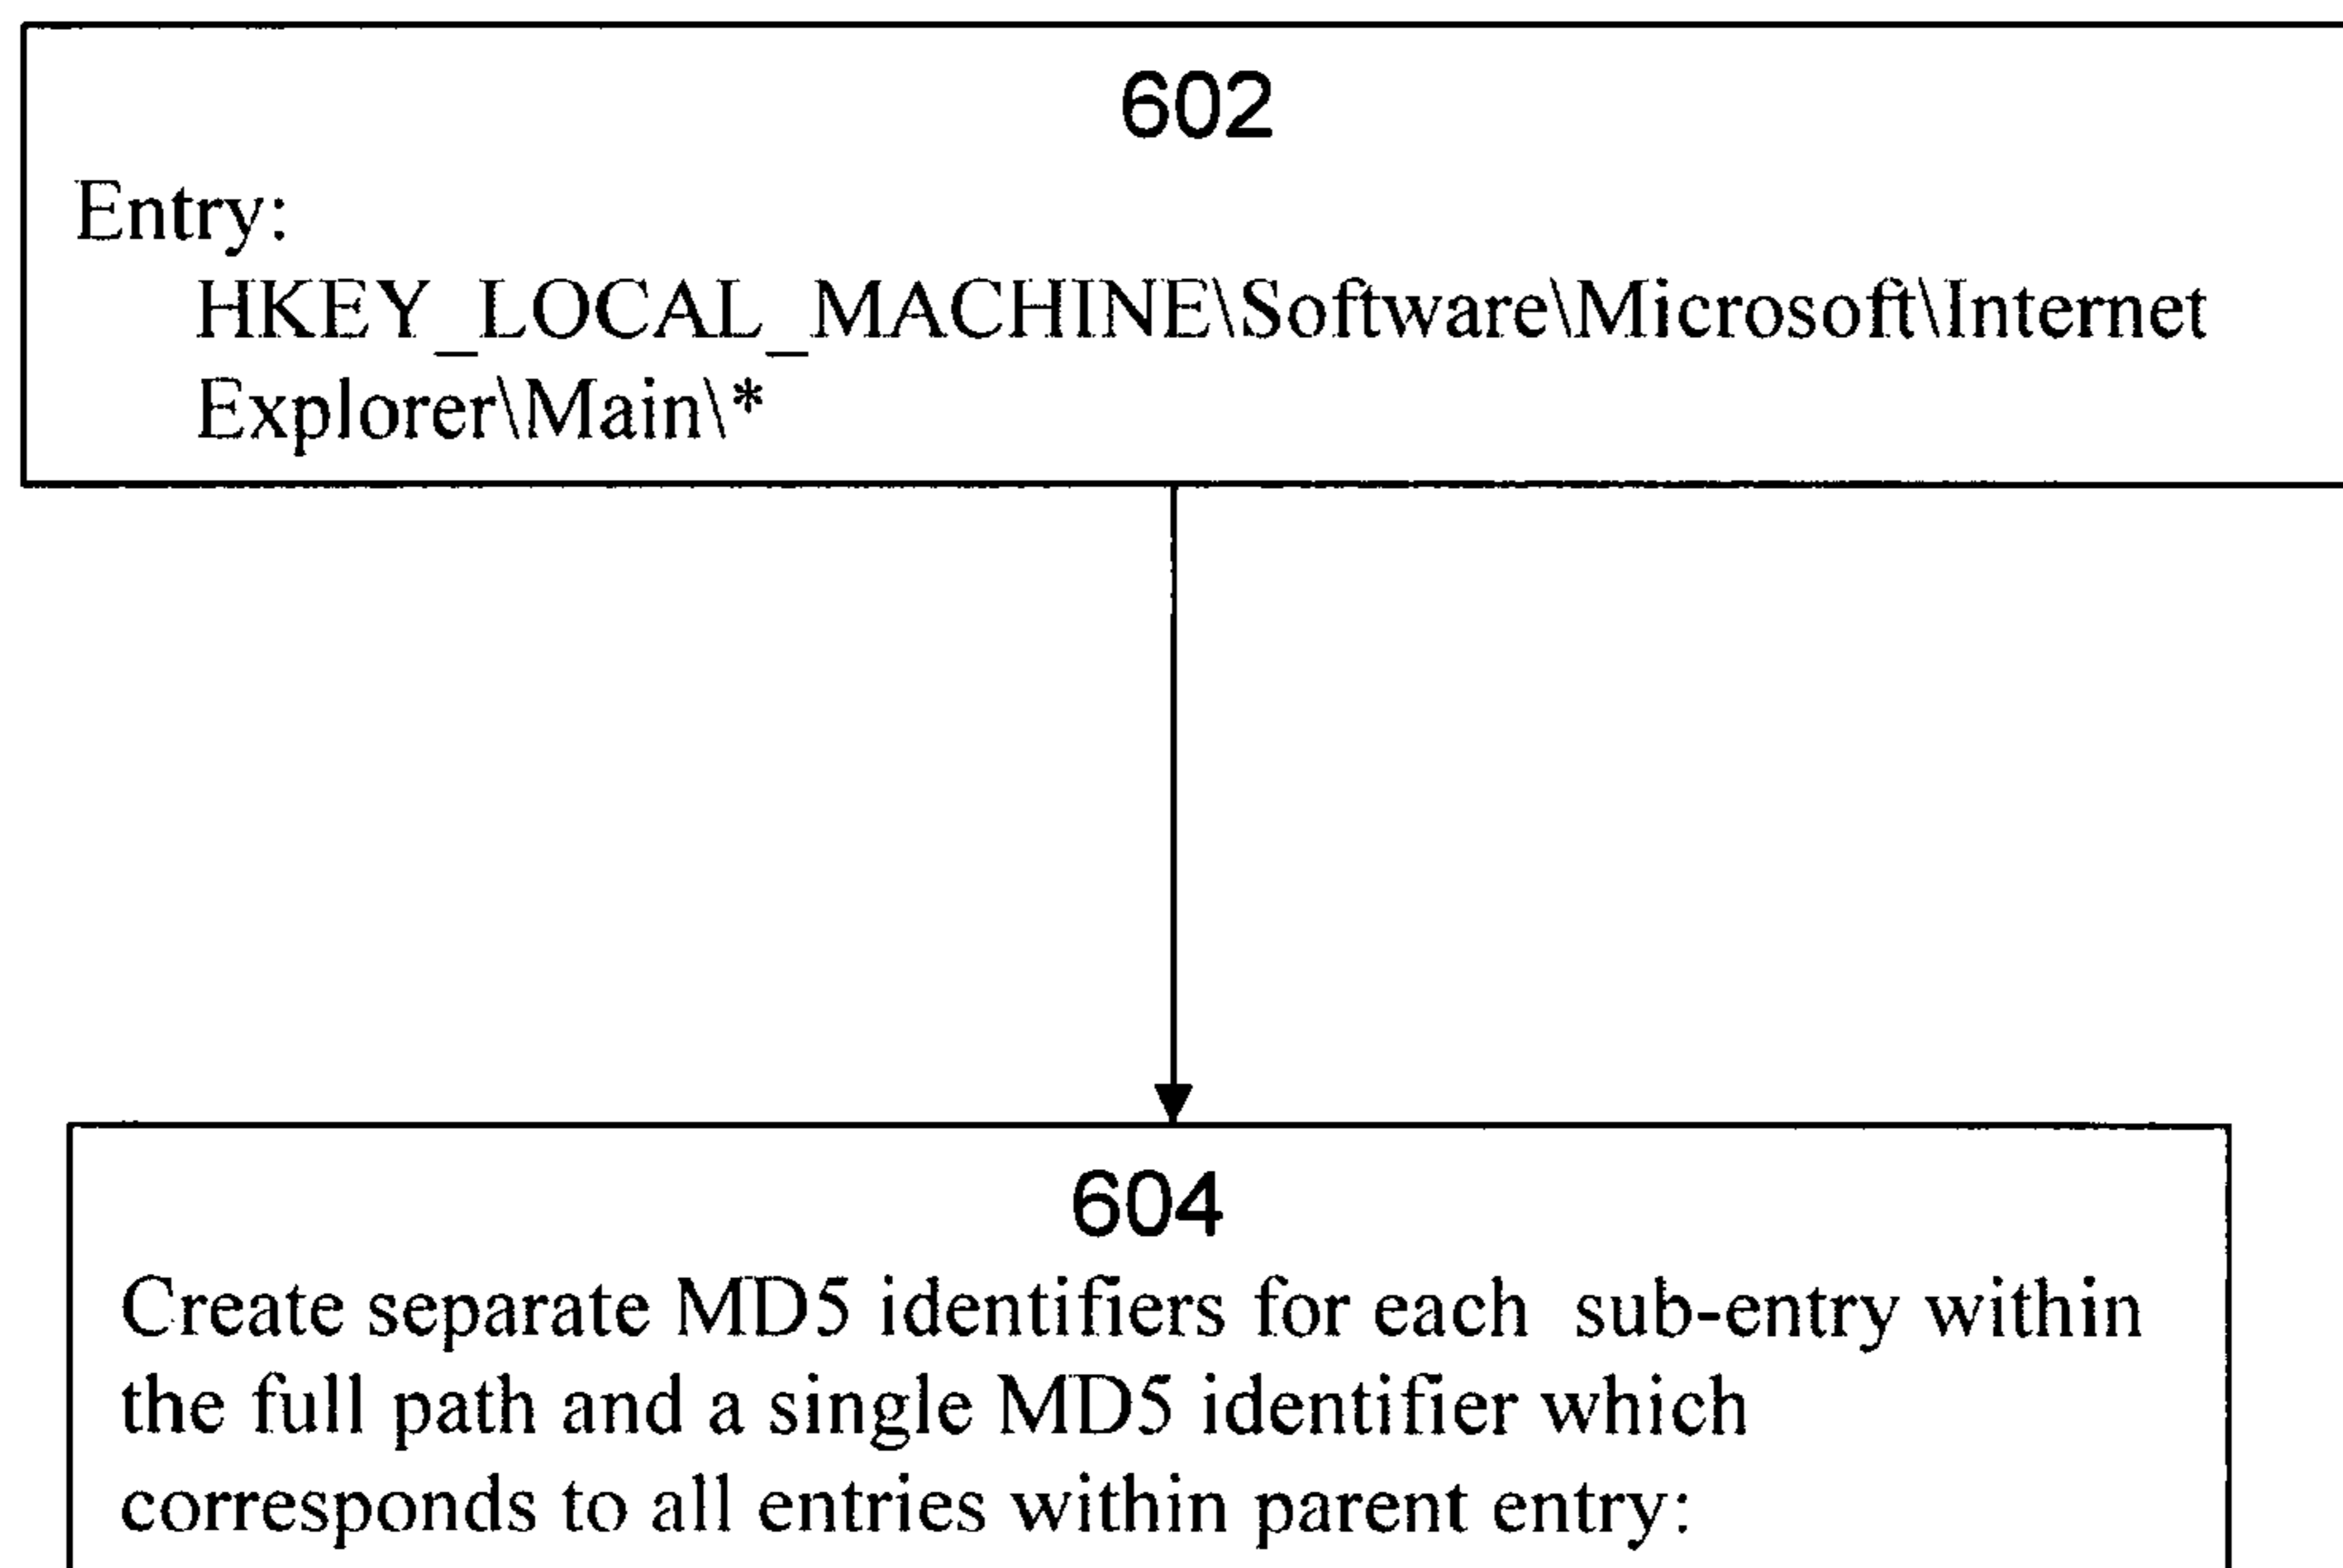 602
Entry:
HKEY_LOCAL_MACHINE\Software\Microsoft\Internet
Explorer\Main\*
604
Create separate MD5 identifiers for each sub-entry within
the full path and a single MD5 identifier which
corresponds to all entries within parent entry: